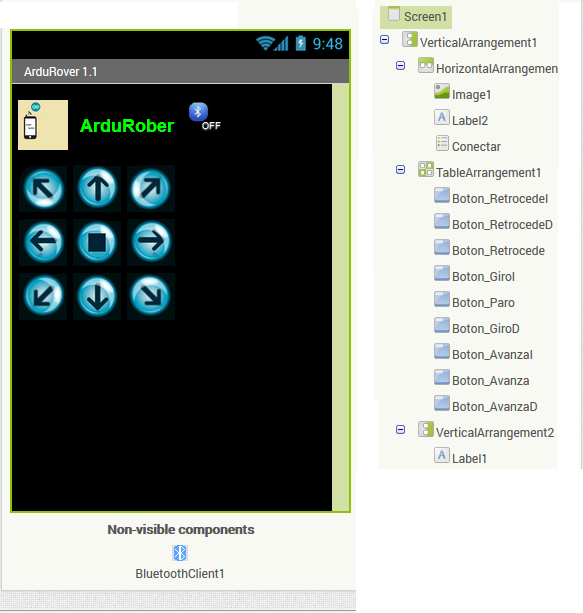 9:48
ArduRover 1.1
ArduRober
OFF
Non-visible components
BluetoothClient1
Screen1
VerticalArrangement1
HorizontalArrangemen
Image1
Label2
Conectar
TableArrangement1
Boton_RetrocedeI
Boton_RetrocedeD
Boton_Retrocede
Boton_GiroI
Boton_Paro
Boton_GiroD
Boton_AvanzaI
Boton_Avanza
Boton_AvanzaD
VerticalArrangement2
Label1